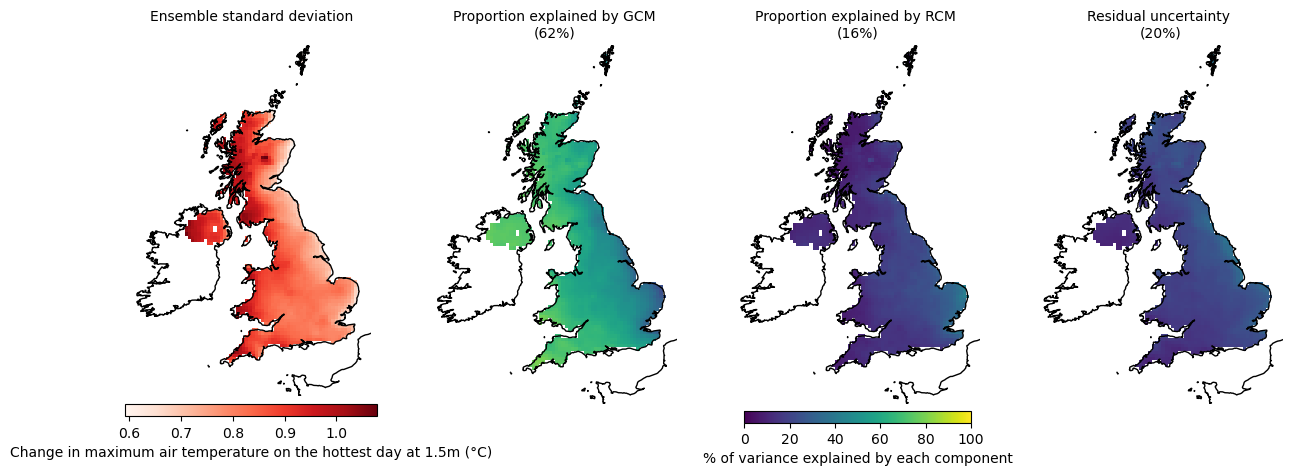 Ensemble standard deviation
Proportion explained by GCM
(62%)
Proportion explained by RCM
(16%)
Residual uncertainty
(20%)
0.6 0.7 0.8 0.9 1.0
Change in maximum air temperature on the hottest day at 1.5m (°C)
0 20 40 60 80 100
% of variance explained by each component